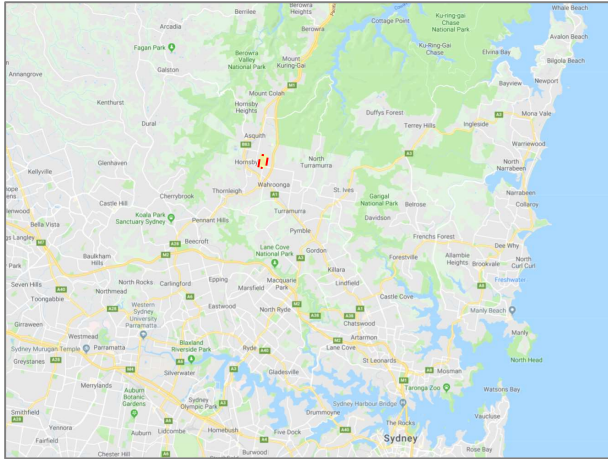 Whale Beach
Berrilee
Berowra Heights
Ku-ring-gai Chase National Park
Arcadia
Cottage Point
Berowra
Avalon Beach
Fagan Park
Berowra Valley National Park
Mount Kuring-Gai
Ku-Ring-Gai Chase
Elvina Bay
Bilgola Beach
Galston
Annangrove
M1
Bayview
Newport
Mount Colah
Hornsby Heights
Kenthurst
Duffys Forest
Mona Vale
Dural
Terrey Hills
Ingleside
Asquith
Warriewood
A3
Hornsby
North Turramurra
North Narrabeen
Glenhaven
Kellyville
Wahroonga
Thornleigh
St. Ives
Narrabeen
Cherrybrook
A1
Garigal National Park
Castle Hill
Belrose
Collaroy
Koala Park Sanctuary Sydney
Turramurra
Davidson
Bella Vista
Pennant Hills
Pymble
Frenchs Forest
Beecroft
A28
Dee Why
Lane Cove National Park
Gordon
Baulkham Hills
M2
Forestville
Allambie Heights
Brookvale
North Curl Curl
Killara
Seven Hills
North Rocks
Carlingford
Epping
Macquarie Park
Lindfield
Freshwater
Toongabbie
Northmead
Marsfield
Castle Cove
Western Sydney University Parramatta
Eastwood
North Ryde
Manly Beach
Girraween
Chatswood
Manly
Westmead
Blaxland Riverside Park
Artarmon
Sydney Murugan Temple
Parramatta
Ryde
Lane Cove
North Head
Greystanes
St Leonards
Silverwater
Gladesville
Mosman
Merrylands
Auburn Botanic Gardens
Taronga Zoo
Watsons Bay
Sydney Olympic Park
Sydney Harbour Bridge
Smithfield
Drummoyne
Vaucluse
Yennora
Auburn
Lidcombe
Homebush
Five Dock
The Rocks
Fairfield
Sydney
Chester Hill
Burwood
Rose Bay